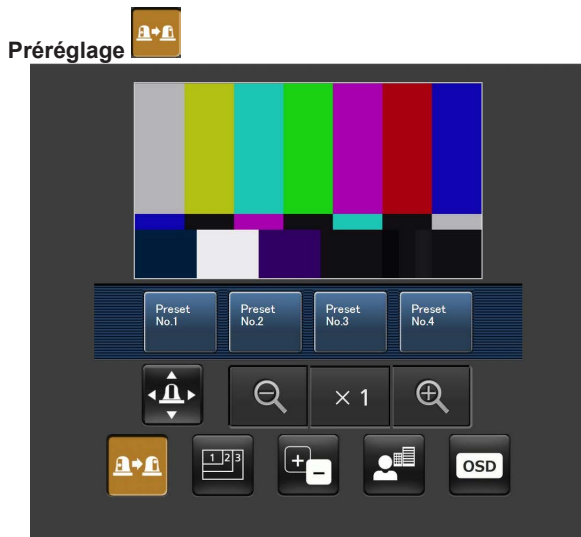 Préréglage
Preset No.1
Preset No.2
Preset No.3
Preset No.4
× 1
1 2 3
OSD